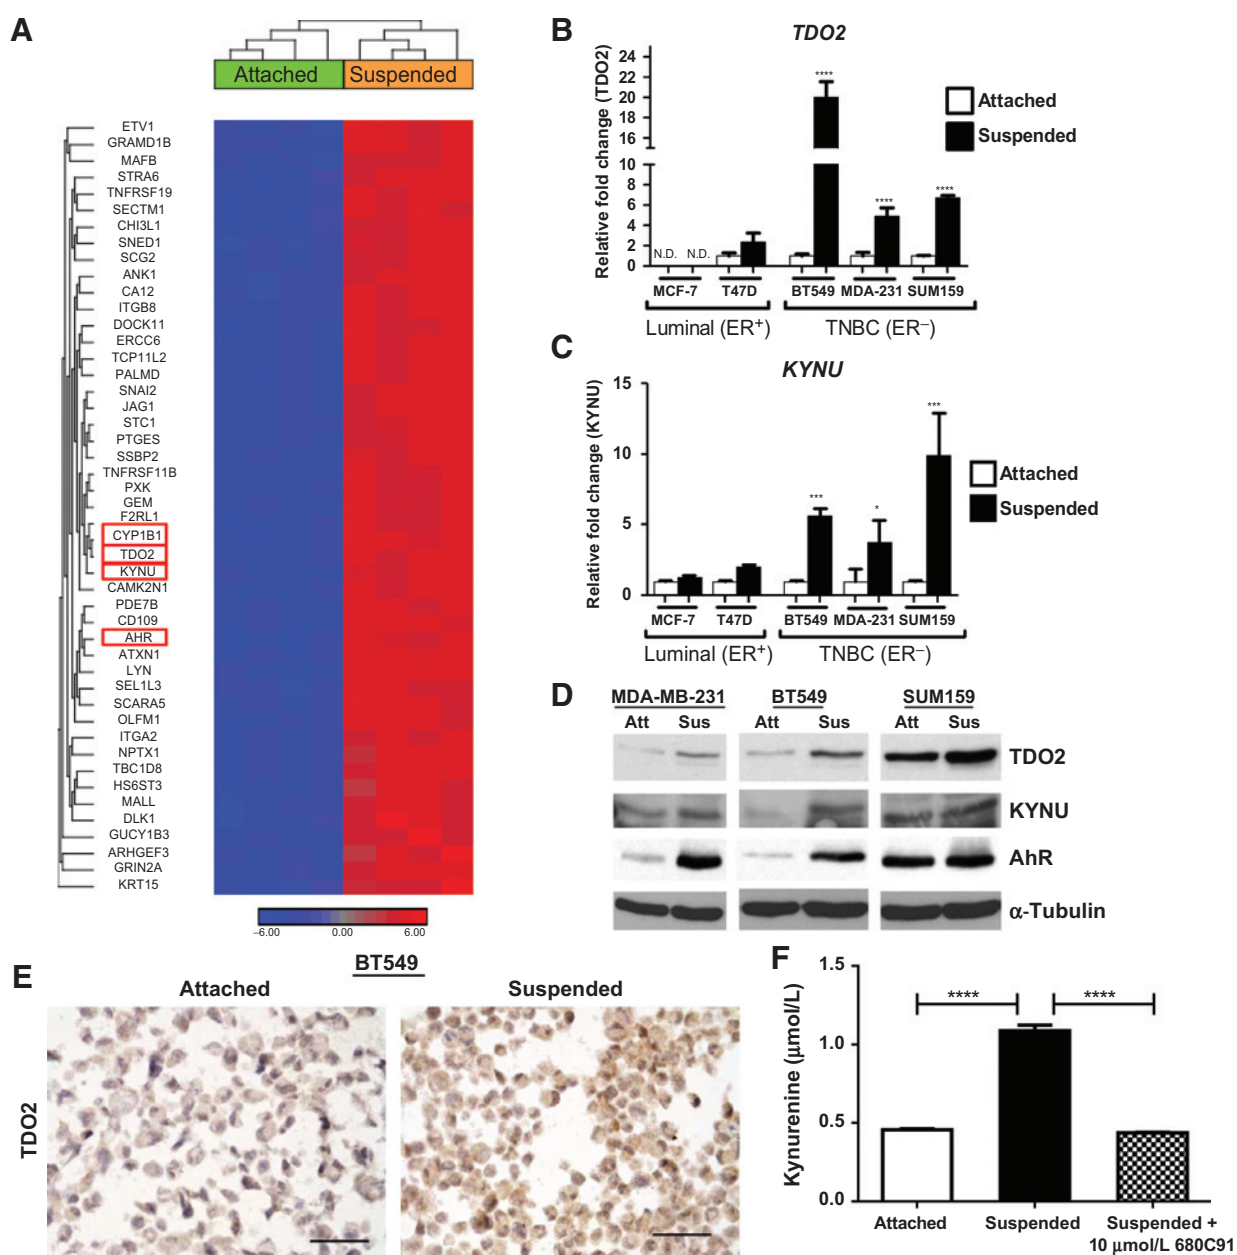 A
Attached
Suspended
ETV1
GRAMD1B
MAFB
STRA6
TNFRSF19
SECTM1
CHI3L1
SNED1
SCG2
ANK1
CA12
ITGB8
DOCK11
ERCC6
TCP11L2
PALMD
SNAI2
JAG1
STC1
PTGES
SSBP2
TNFRSF11B
PXK
GEM
F2RL1
CYP1B1
TDO2
KYNU
CAMK2N1
PDE7B
CD109
AHR
ATXN1
LYN
SEL1L3
SCARA5
OLFM1
ITGA2
NPTX1
TBC1D8
HS6ST3
MALL
DLK1
GUCY1B3
ARHGEF3
GRIN2A
KRT15
–6.00 0.00 6.00
B
TDO2
Relative fold change (TDO2)
24
22
20
18
16
10
8
6
4
2
0
N.D. N.D.
****
****
****
Attached
Suspended
MCF-7 T47D BT549 MDA-231 SUM159
Luminal (ER+) TNBC (ER–)
C
KYNU
Relative fold change (KYNU)
15
10
5
0
***
*
***
Attached
Suspended
MCF-7 T47D BT549 MDA-231 SUM159
Luminal (ER+) TNBC (ER–)
D
MDA-MB-231 BT549 SUM159
Att Sus Att Sus Att Sus
TDO2
KYNU
AhR
α-Tubulin
E
BT549
Attached Suspended
TDO2
F
Kynurenine (μmol/L)
1.5
1.0
0.5
0.0
**** ****
Attached Suspended Suspended +
10 μmol/L 680C91